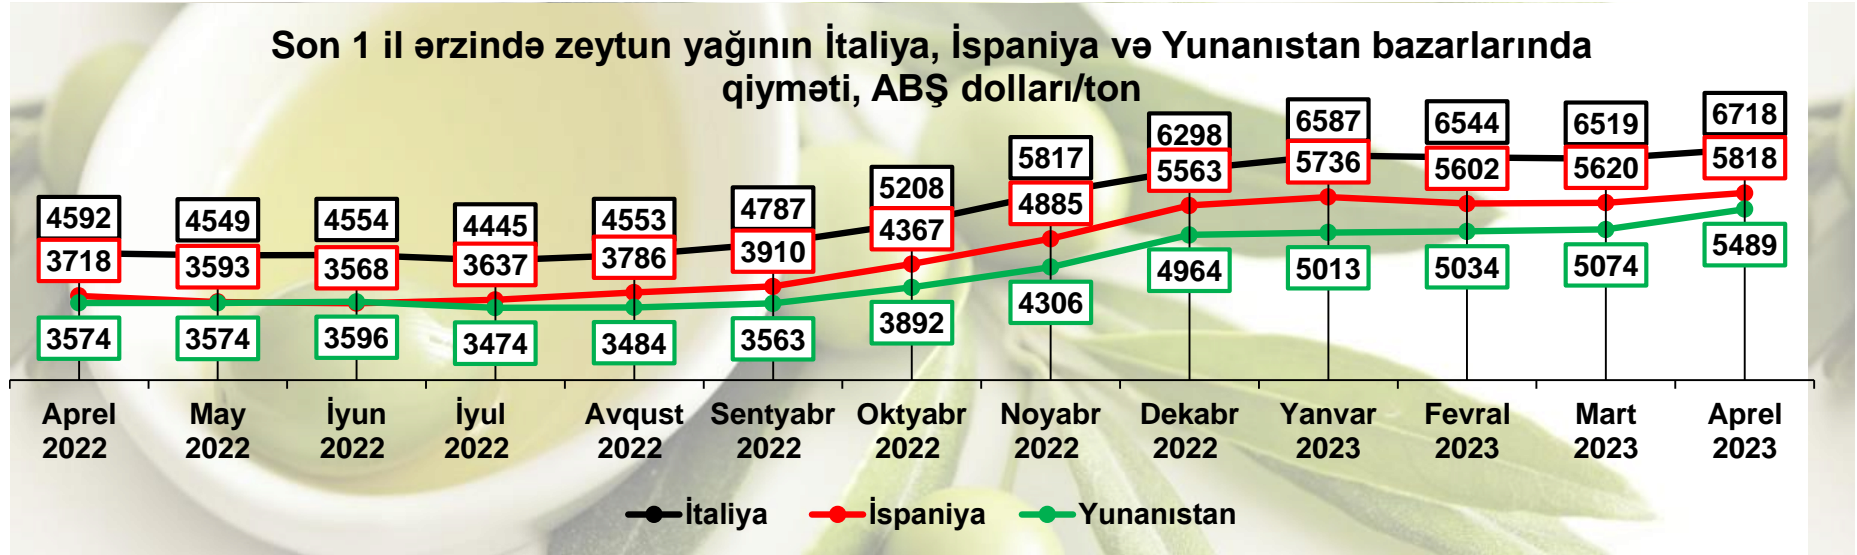 Son 1 il ərzində zeytun yağının İtaliya, İspaniya və Yunanıstan bazarlarında
qiyməti, ABŞ dolları/ton
4592 4549 4554 4445 4553 4787 5208 5817 6298 6587 6544 6519 6718
3718 3593 3568 3637 3786 3910 4367 4885 5563 5736 5602 5620 5818
3574 3574 3596 3474 3484 3563 3892 4306 4964 5013 5034 5074 5489
Aprel May İyun İyul Avqust Sentyabr Oktyabr Noyabr Dekabr Yanvar Fevral Mart Aprel
2022 2022 2022 2022 2022 2022 2022 2022 2022 2023 2023 2023 2023
İtaliya İspaniya Yunanıstan